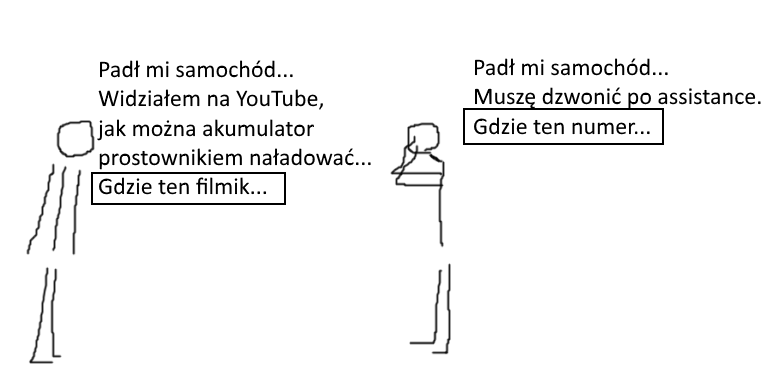 Padł mi samochód...
Widziałem na YouTube,
jak można akumulator
prostownikiem naładować...
Gdzie ten filmik...
Padł mi samochód...
Muszę dzwonić po assistance.
Gdzie ten numer...